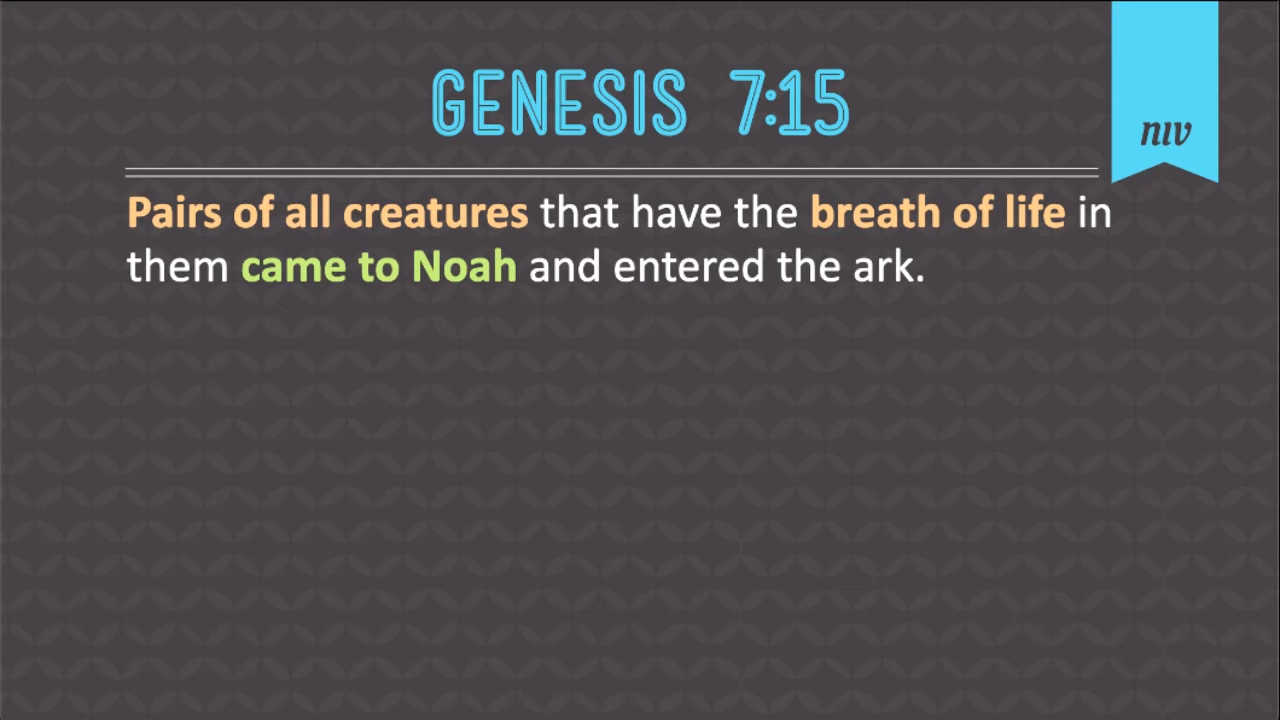 GENESIS 7:15
NIV
Pairs of all creatures that have the breath of life in
them came to Noah and entered the ark.